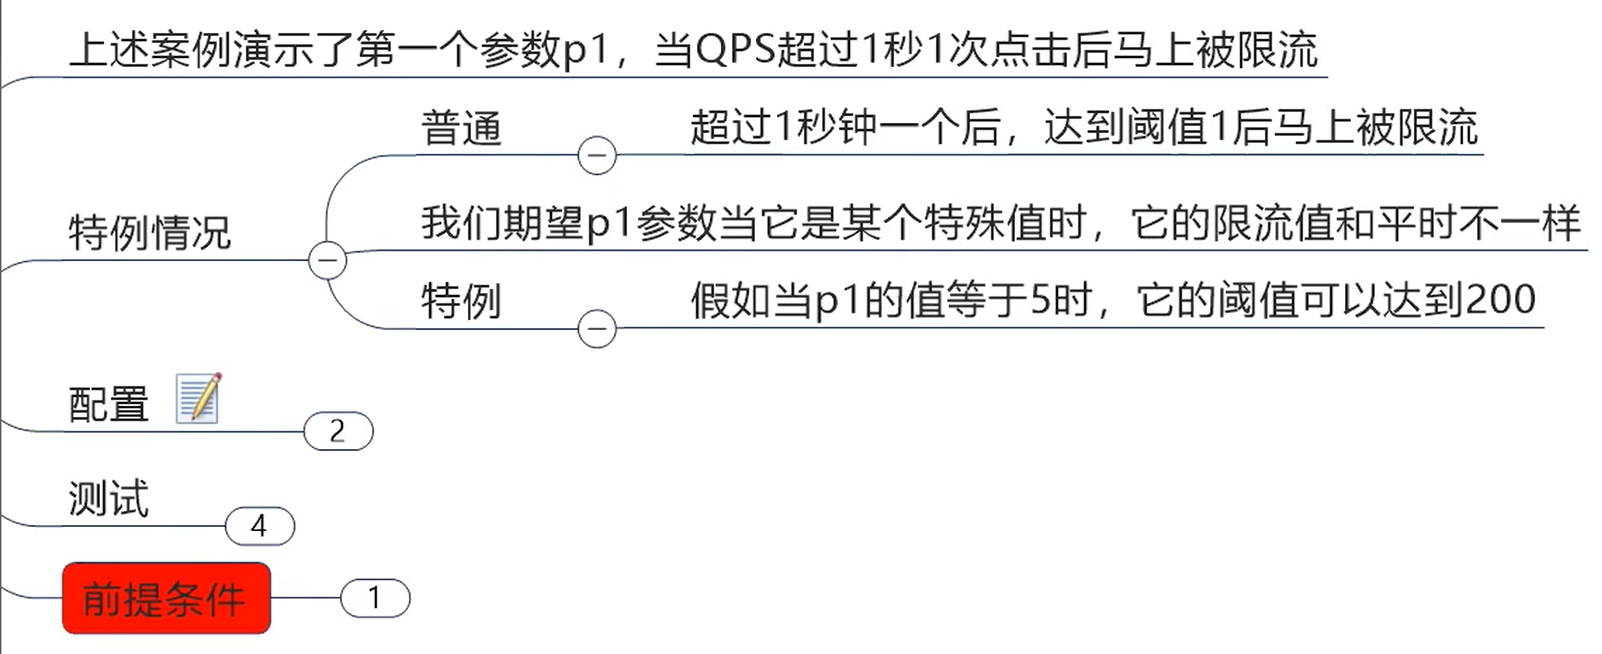 上述案例演示了第一个参数p1，当QPS超过1秒1次点击后马上被限流
特例情况
普通
超过1秒钟一个后，达到阈值1后马上被限流
我们期望p1参数当它是某个特殊值时，它的限流值和平时不一样
特例
假如当p1的值等于5时，它的阈值可以达到200
配置
2
测试
4
前提条件
1